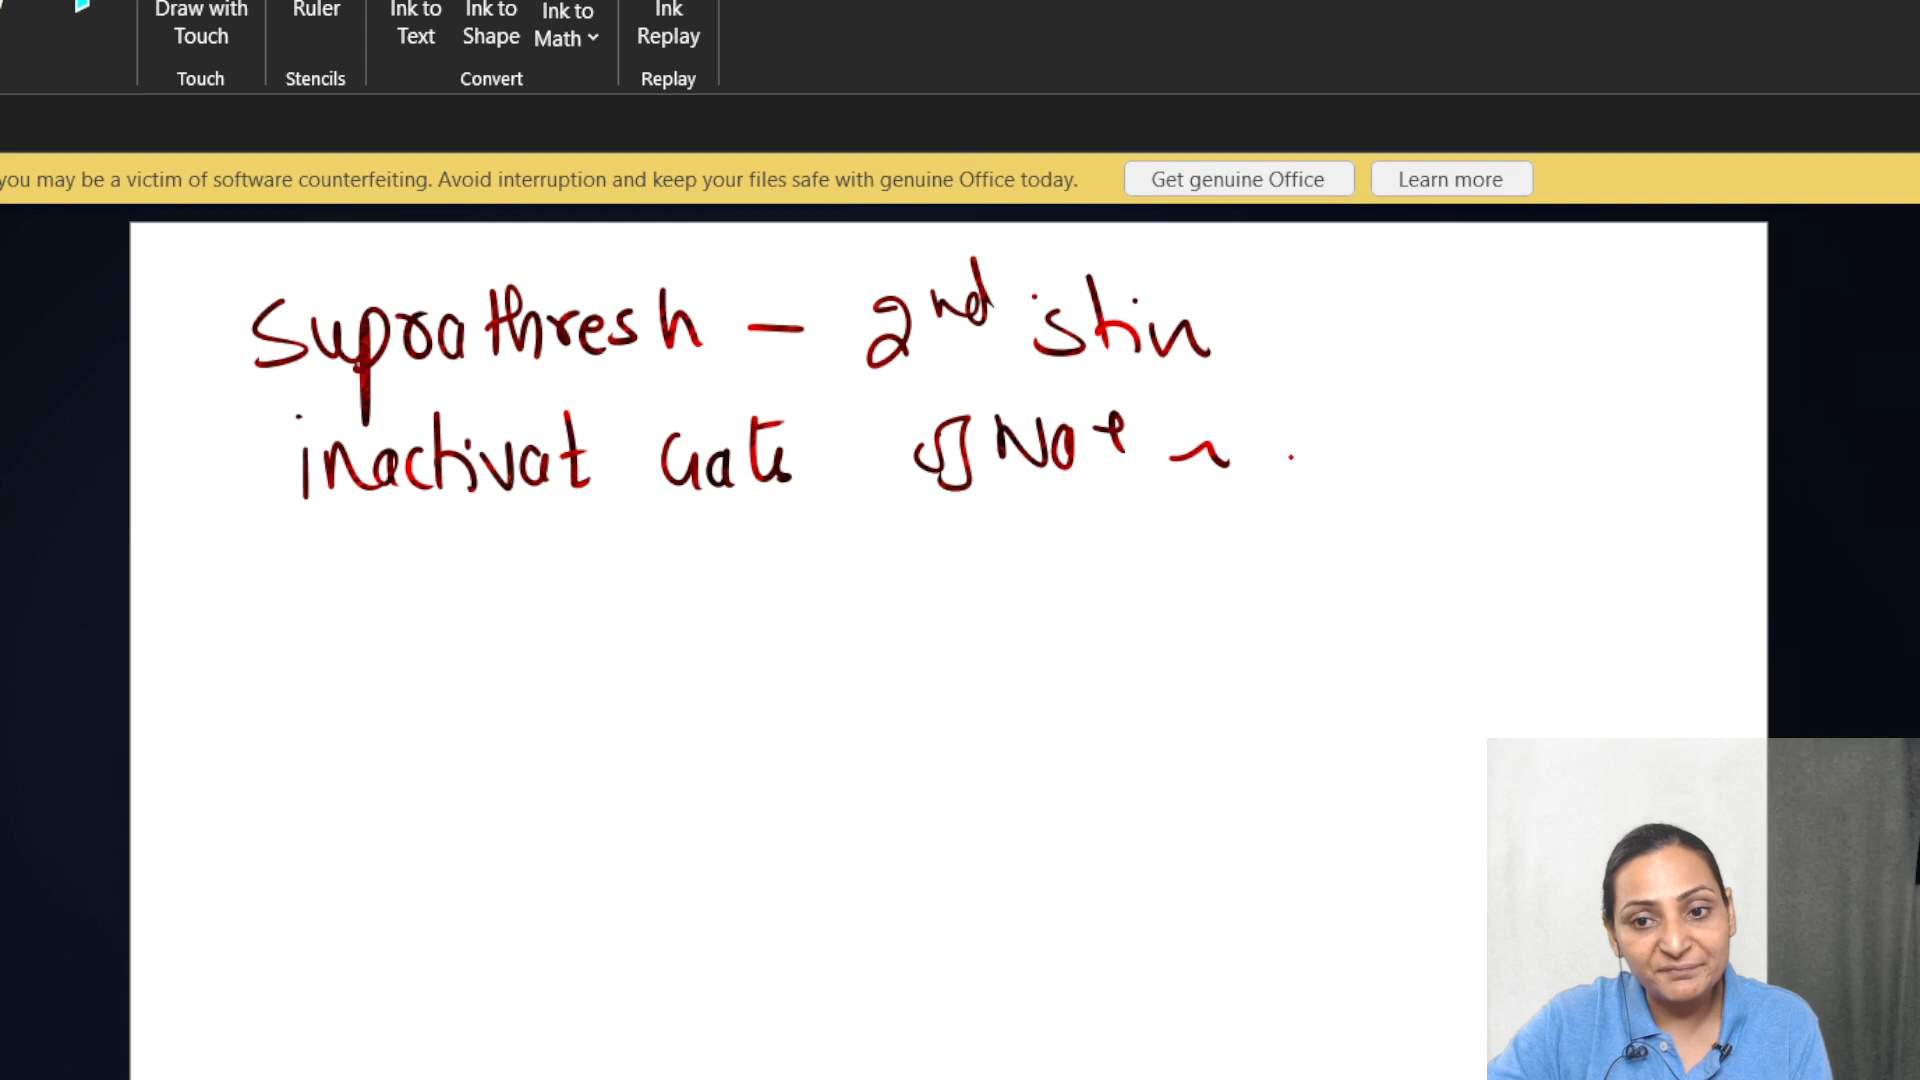 Draw with Touch
Ruler
Ink to Text
Ink to Shape
Ink to Math
Ink Replay
Touch
Stencils
Convert
Replay
you may be a victim of software counterfeiting. Avoid interruption and keep your files safe with genuine Office today.
Get genuine Office
Learn more
Suprathresh - 2nd stim
inactivat Gate of Na+